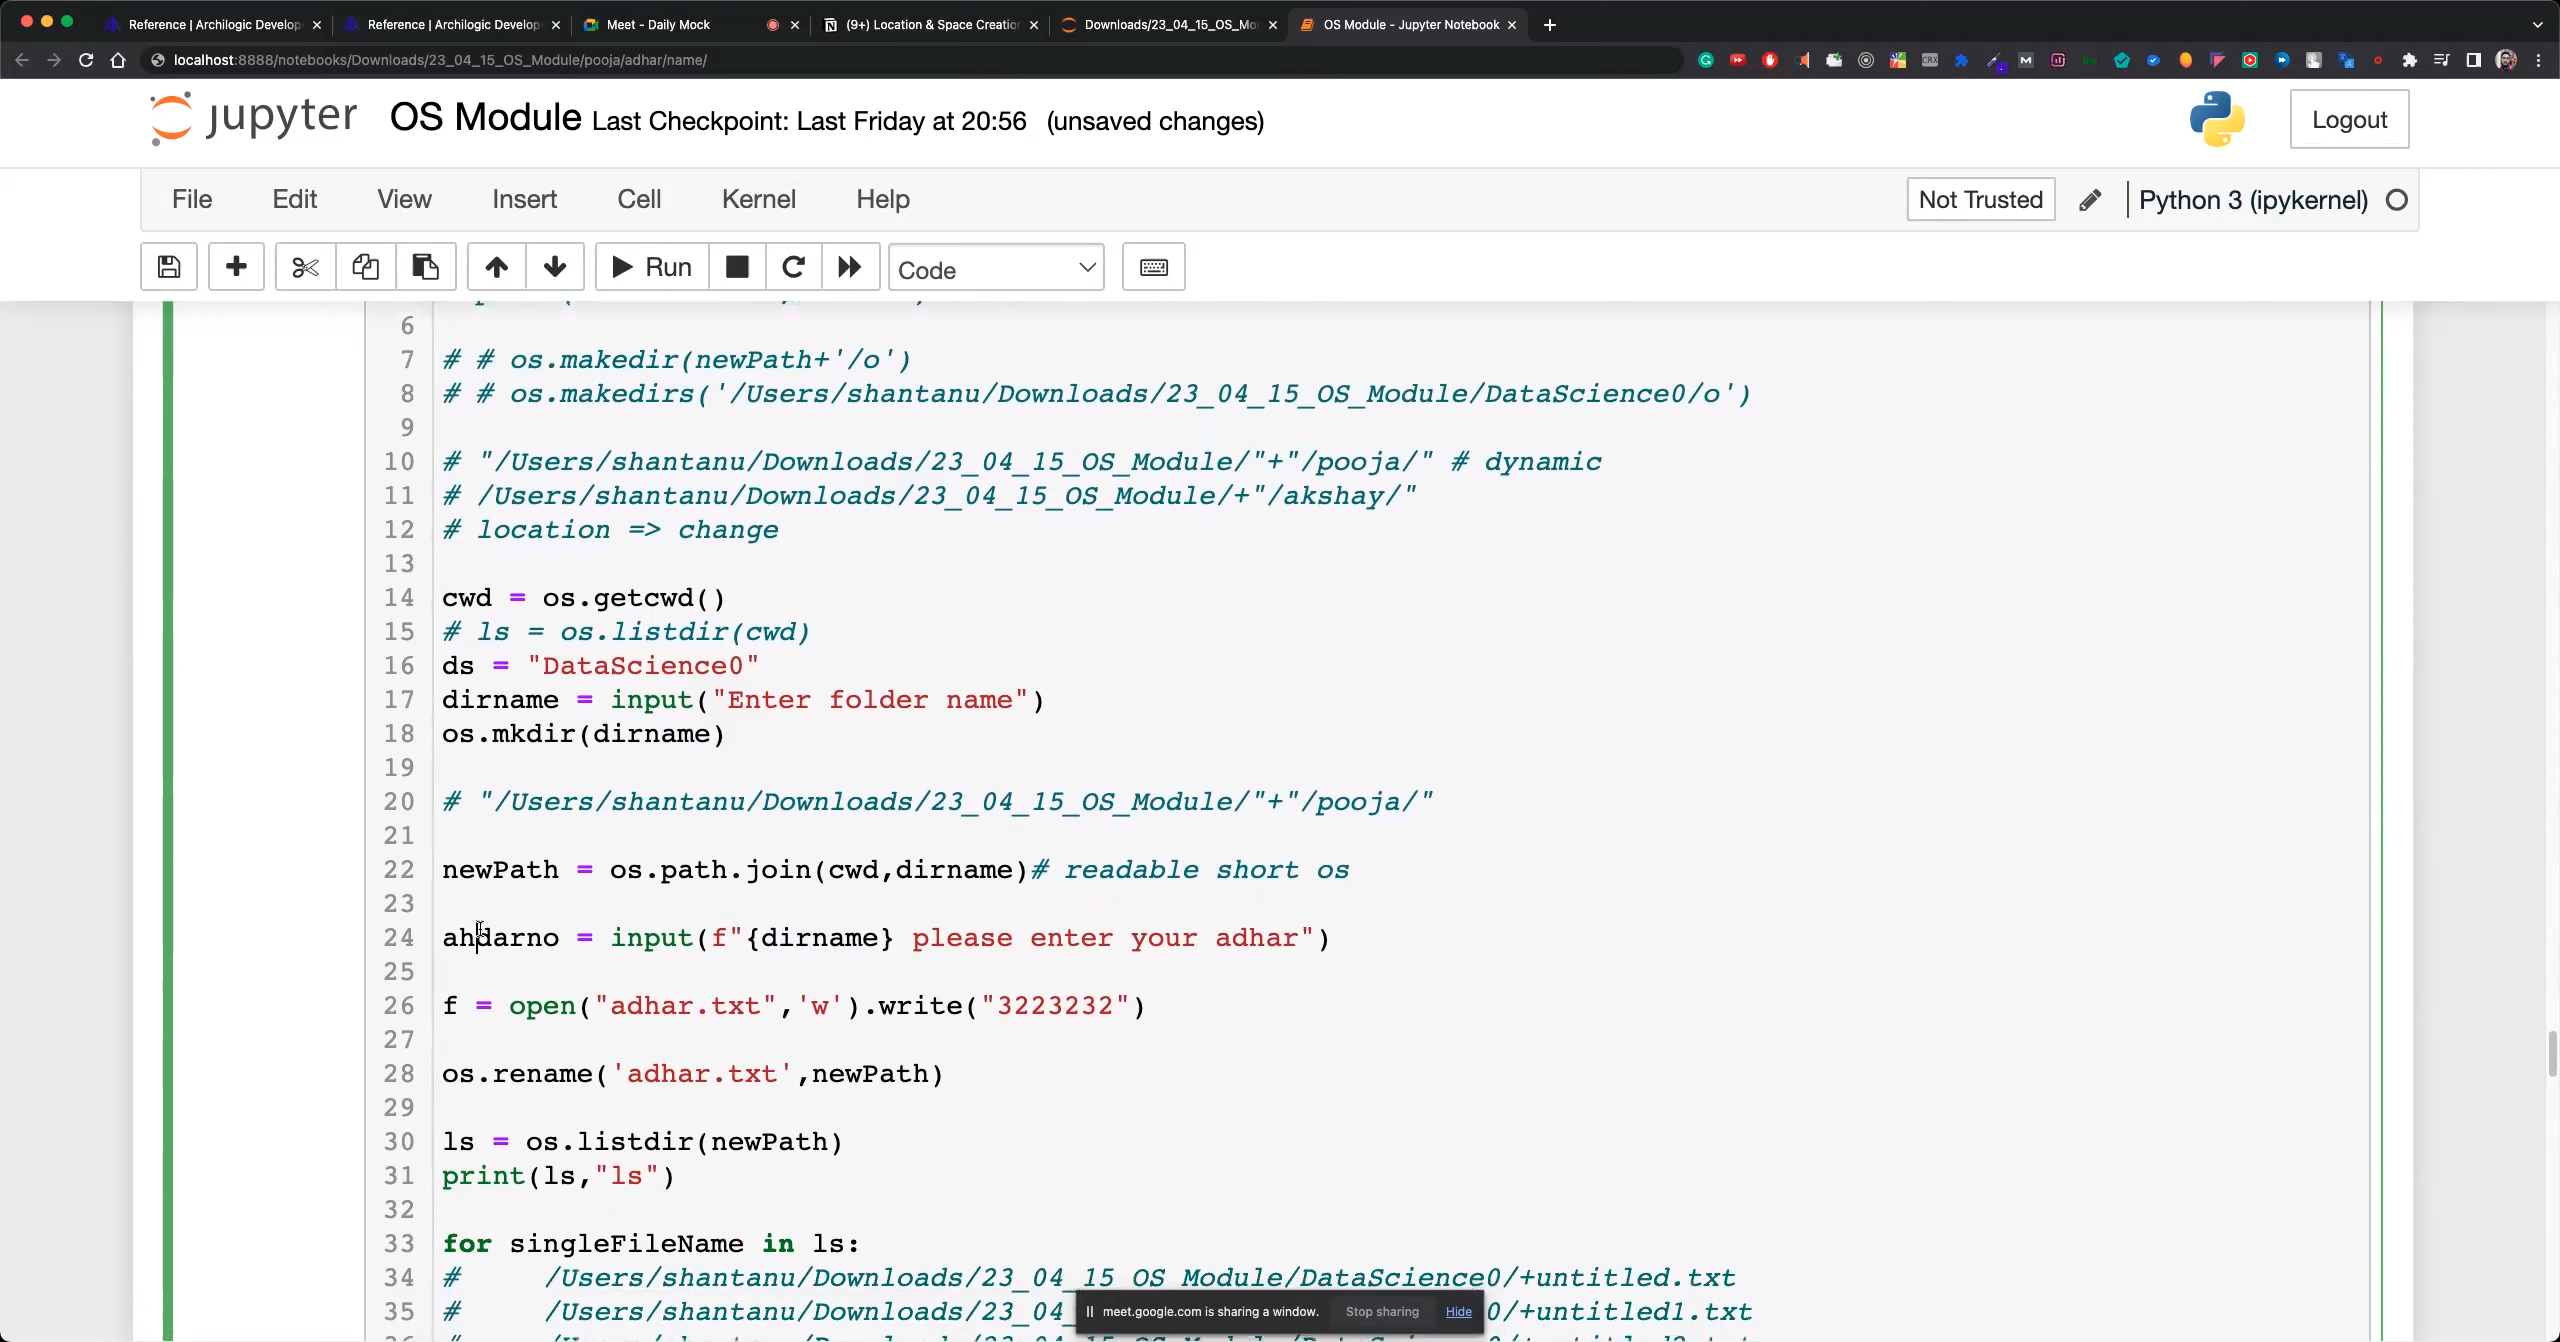 Reference | Archilogic Develop
Reference | Archilogic Develop
Meet - Daily Mock
(9+) Location & Space Creatio
Downloads/23_04_15_OS_Mo
OS Module - Jupyter Notebook
localhost:8888/notebooks/Downloads/23_04_15_OS_Module/pooja/adhar/name/
jupyter OS Module Last Checkpoint: Last Friday at 20:56 (unsaved changes)
Logout
File Edit View Insert Cell Kernel Help
Not Trusted Python 3 (ipykernel)
Run Code
6
7 # # os.makedir(newPath+'/o')
8 # # os.makedirs('/Users/shantanu/Downloads/23_04_15_OS_Module/DataScience0/o')
9
10 # "/Users/shantanu/Downloads/23_04_15_OS_Module/"+"/pooja/" # dynamic
11 # /Users/shantanu/Downloads/23_04_15_OS_Module/+"/akshay/"
12 # location => change
13
14 cwd = os.getcwd()
15 # ls = os.listdir(cwd)
16 ds = "DataScience0"
17 dirname = input("Enter folder name")
18 os.mkdir(dirname)
19
20 # "/Users/shantanu/Downloads/23_04_15_OS_Module/"+"/pooja/"
21
22 newPath = os.path.join(cwd,dirname)# readable short os
23
24 ahdarno = input(f"{dirname} please enter your adhar")
25
26 f = open("adhar.txt",'w').write("3223232")
27
28 os.rename('adhar.txt',newPath)
29
30 ls = os.listdir(newPath)
31 print(ls,"ls")
32
33 for singleFileName in ls:
34 # /Users/shantanu/Downloads/23_04_15_OS_Module/DataScience0/+untitled.txt
35 # /Users/shantanu/Downloads/23_04_ 0/+untitled1.txt
meet.google.com is sharing a window. Stop sharing Hide